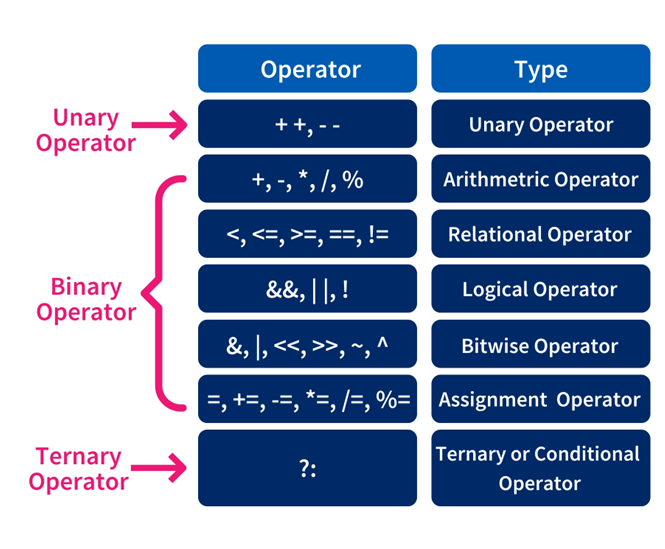 Operator Type
Unary
Operator
+ +, - - Unary Operator
+, -, *, /, % Arithmetric Operator
<, <=, >=, ==, != Relational Operator
Binary
Operator
&&, ||, ! Logical Operator
&, |, <<, >>, ~, ^ Bitwise Operator
=, +=, -=, *=, /=, %= Assignment Operator
Ternary
Operator
?: Ternary or Conditional
Operator